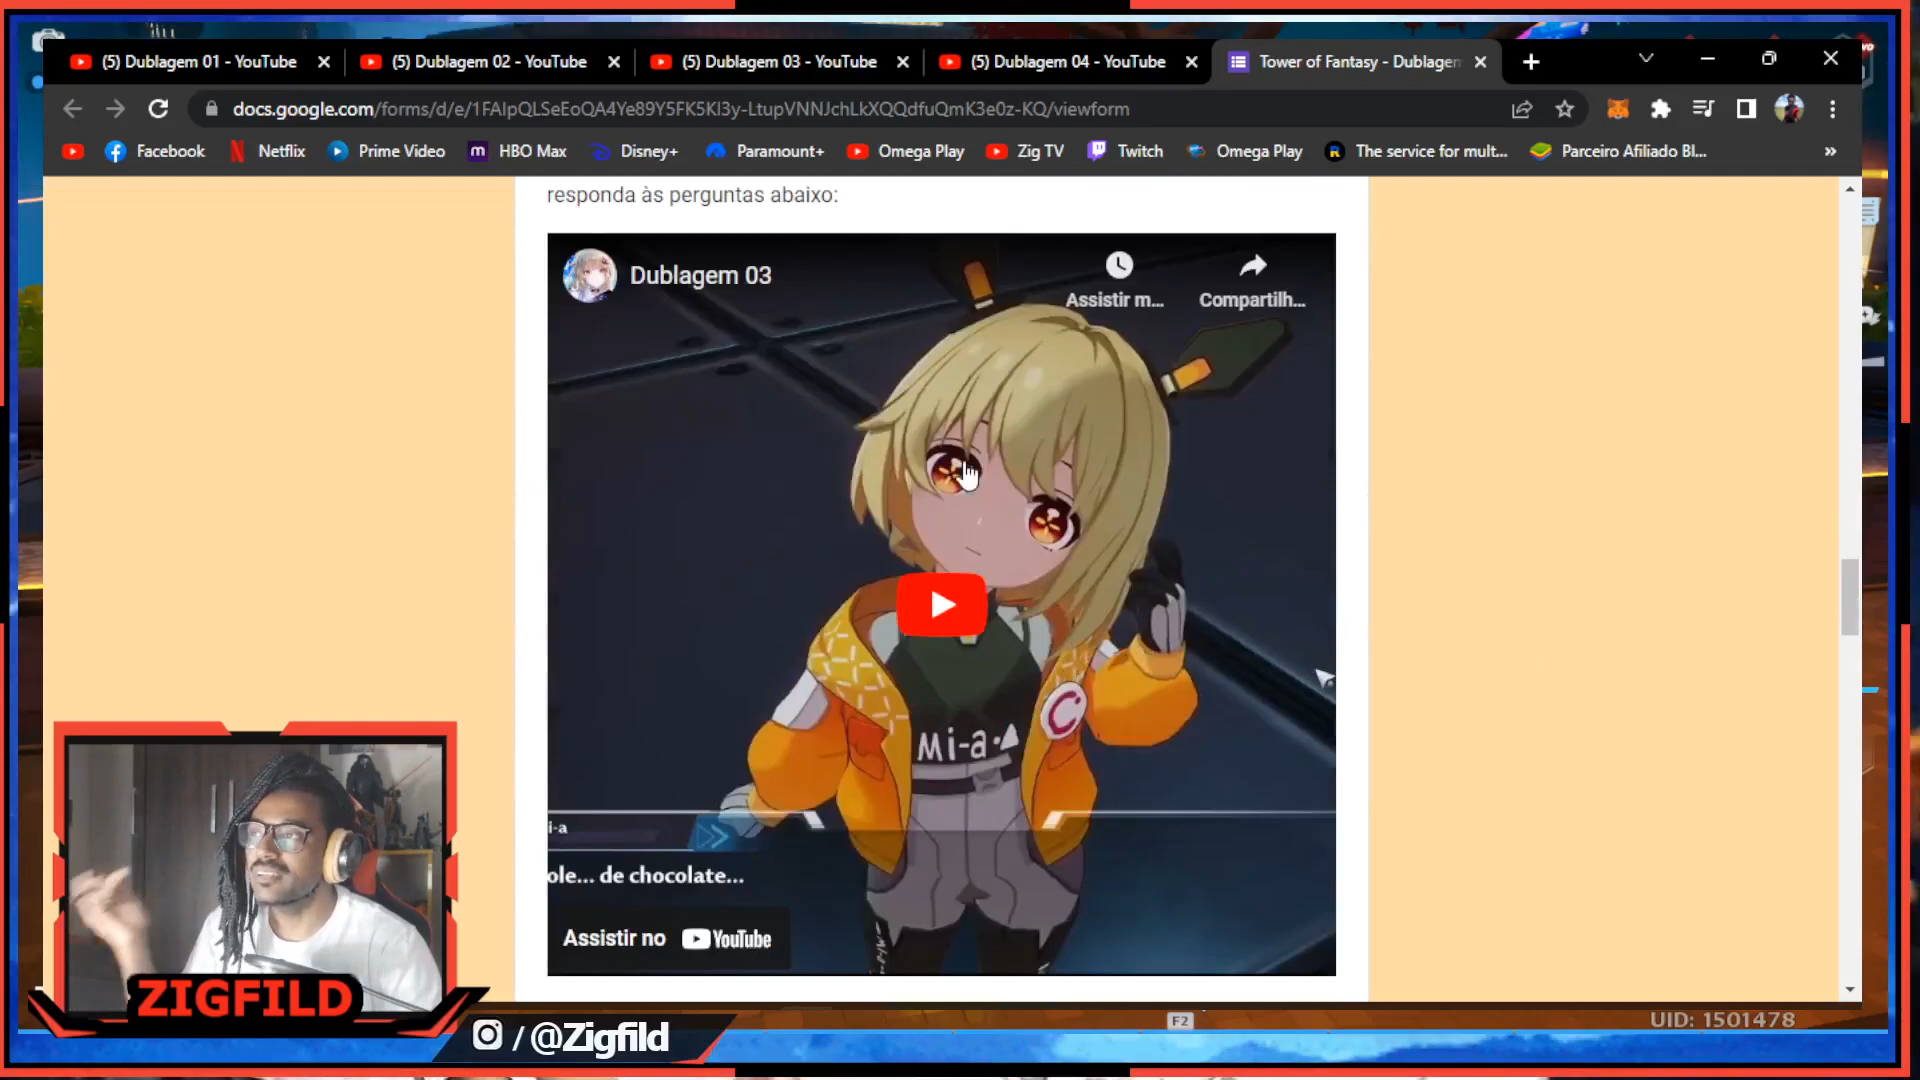 (5) Dublagem 01 - YouTube
(5) Dublagem 02 - YouTube
(5) Dublagem 03 - YouTube
(5) Dublagem 04 - YouTube
Tower of Fantasy - Dublagem
docs.google.com/forms/d/e/1FAIpQLSeEoQA4Ye89Y5FK5KI3y-LtupVNNJchLkXQQdfuQmK3e0z-KQ/viewform
Facebook
Netflix
Prime Video
m HBO Max
Disney+
Paramount+
Omega Play
Zig TV
Twitch
Omega Play
R The service for mult...
Parceiro Afiliado Bl...
»
responda às perguntas abaixo:
Dublagem 03
Assistir m...
Compartilh...
C
Mi-a
i-a
ole... de chocolate...
Assistir no YouTube
ZIGFILD
/ @Zigfild
F2
UID: 1501478